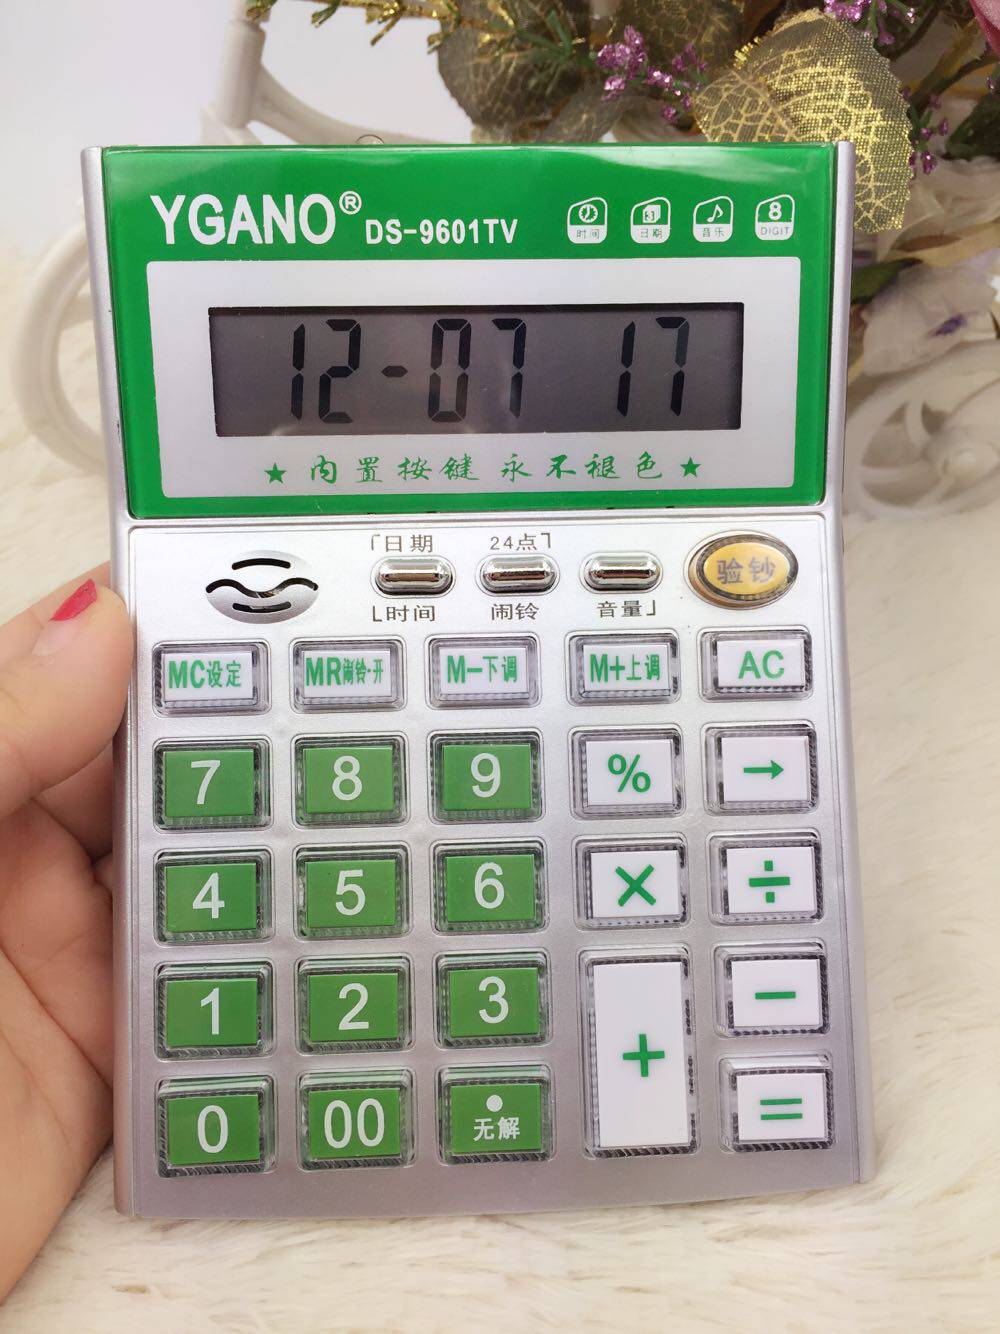 YGANO® DS-9601TV
时间 日期 音乐 8 DIGIT
12-07 17
★ 内置按键 永不褪色 ★
「日期 24点⏋
验钞
⎿时间 闹铃 音量⏌
MC设定 MR闹铃·开 M-下调 M+上调 AC
7 8 9 % →
4 5 6 × ÷
1 2 3 + -
0 00 • 无解 =